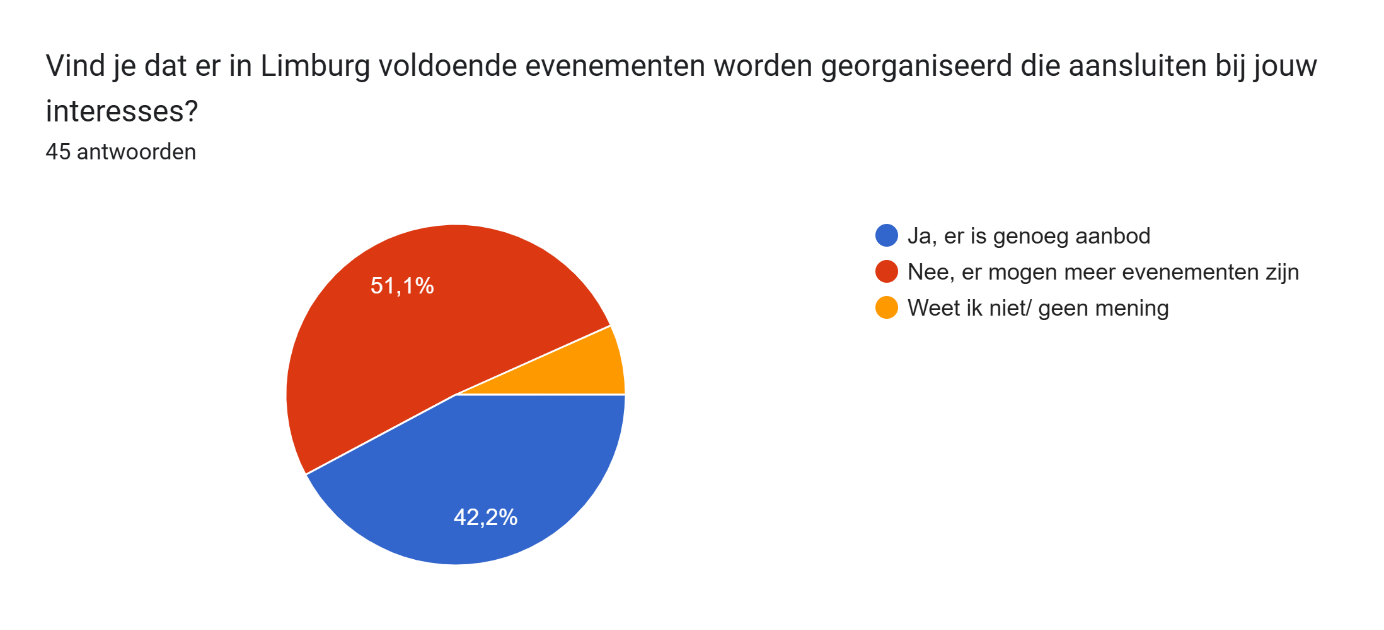 Vind je dat er in Limburg voldoende evenementen worden georganiseerd die aansluiten bij jouw
interesses?
45 antwoorden
Ja, er is genoeg aanbod
Nee, er mogen meer evenementen zijn
Weet ik niet/ geen mening
51,1%
42,2%